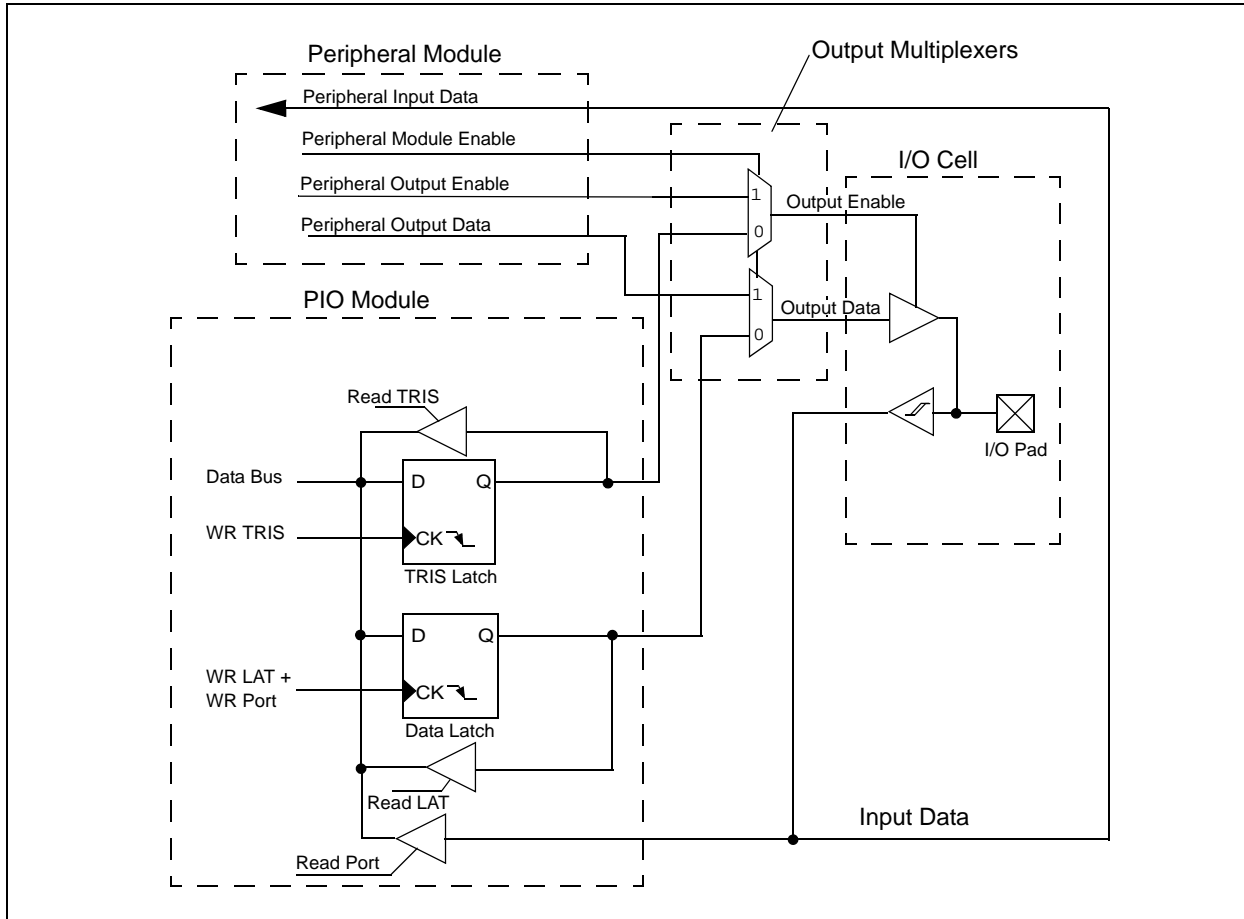 Peripheral Module
Output Multiplexers
Peripheral Input Data
Peripheral Module Enable
I/O Cell
Peripheral Output Enable
1
Output Enable
Peripheral Output Data
0
PIO Module
1
Output Data
0
Read TRIS
I/O Pad
Data Bus
D
Q
WR TRIS
CK
TRIS Latch
D
Q
WR LAT +
WR Port
CK
Data Latch
Read LAT
Input Data
Read Port